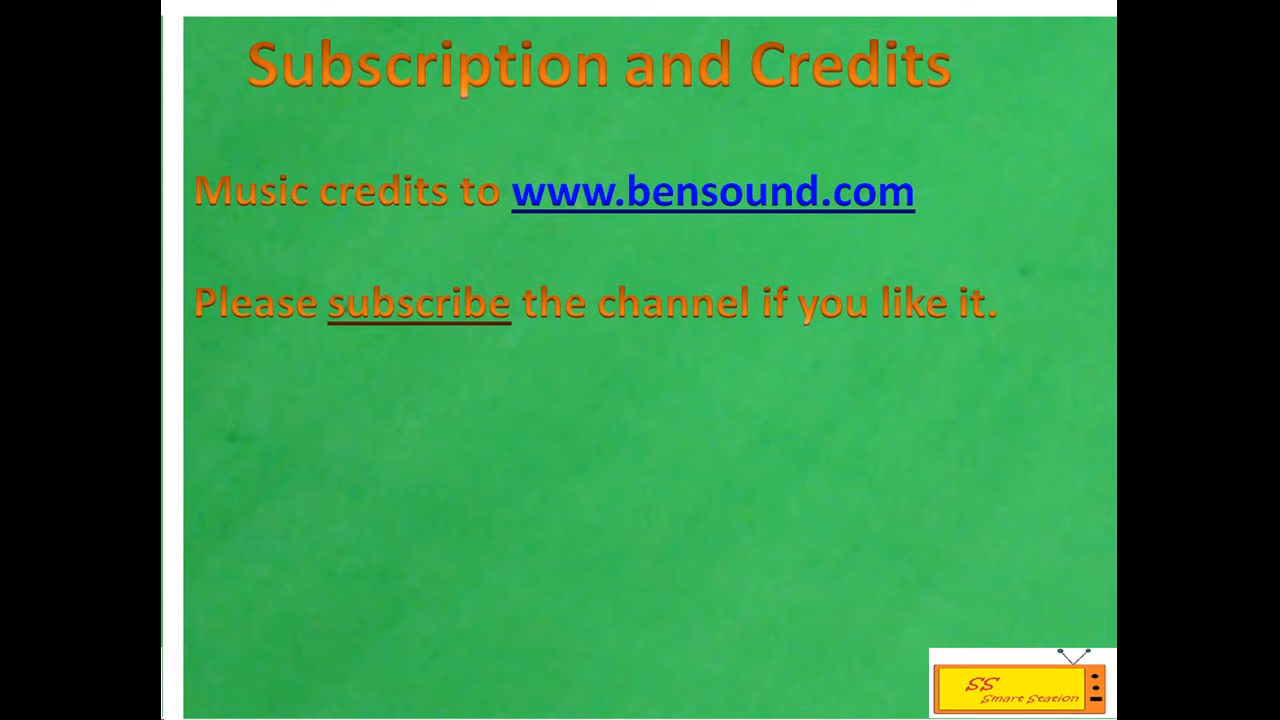 Subscription and Credits
Music credits to www.bensound.com
Please subscribe the channel if you like it.
SS
Smart Station